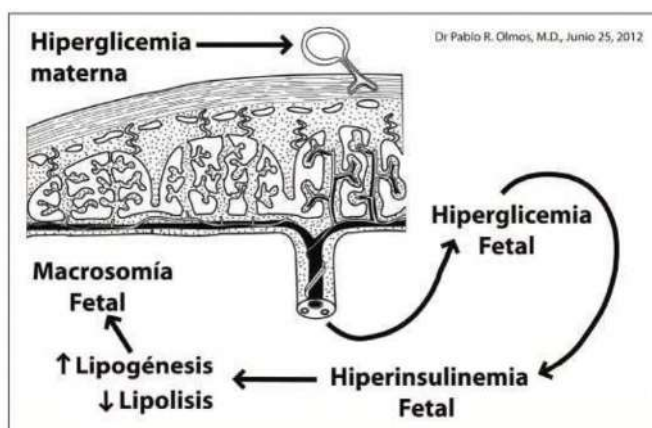 Hiperglicemia
materna
Dr Pablo R. Olmos, M.D., Junio 25, 2012
Hiperglicemia
Fetal
Hiperinsulinemia
Fetal
↑ Lipogénesis
↓ Lipolisis
Macrosomía
Fetal